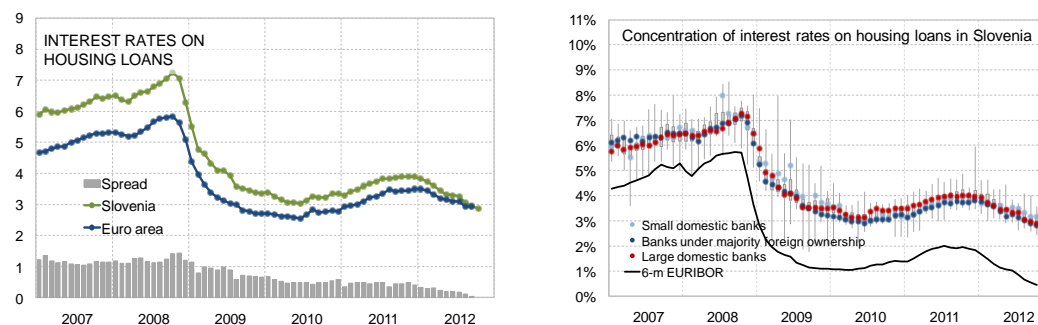 INTEREST RATES ON
HOUSING LOANS
9
8
7
6
5
4
3
2
1
0
Spread
Slovenia
Euro area
2007 2008 2009 2010 2011 2012
Concentration of interest rates on housing loans in Slovenia
11%
10%
9%
8%
7%
6%
5%
4%
3%
2%
1%
0%
Small domestic banks
Banks under majority foreign ownership
Large domestic banks
6-m EURIBOR
2007 2008 2009 2010 2011 2012